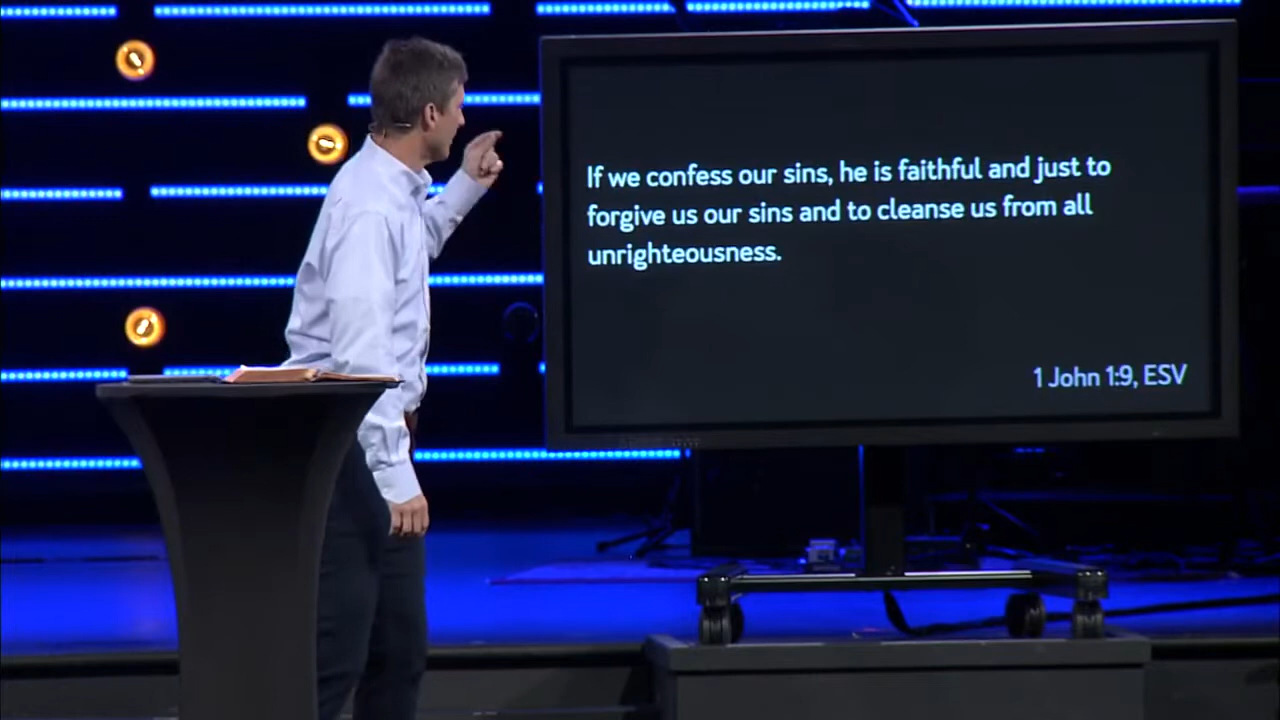 If we confess our sins, he is faithful and just to
forgive us our sins and to cleanse us from all
unrighteousness.
1 John 1:9, ESV